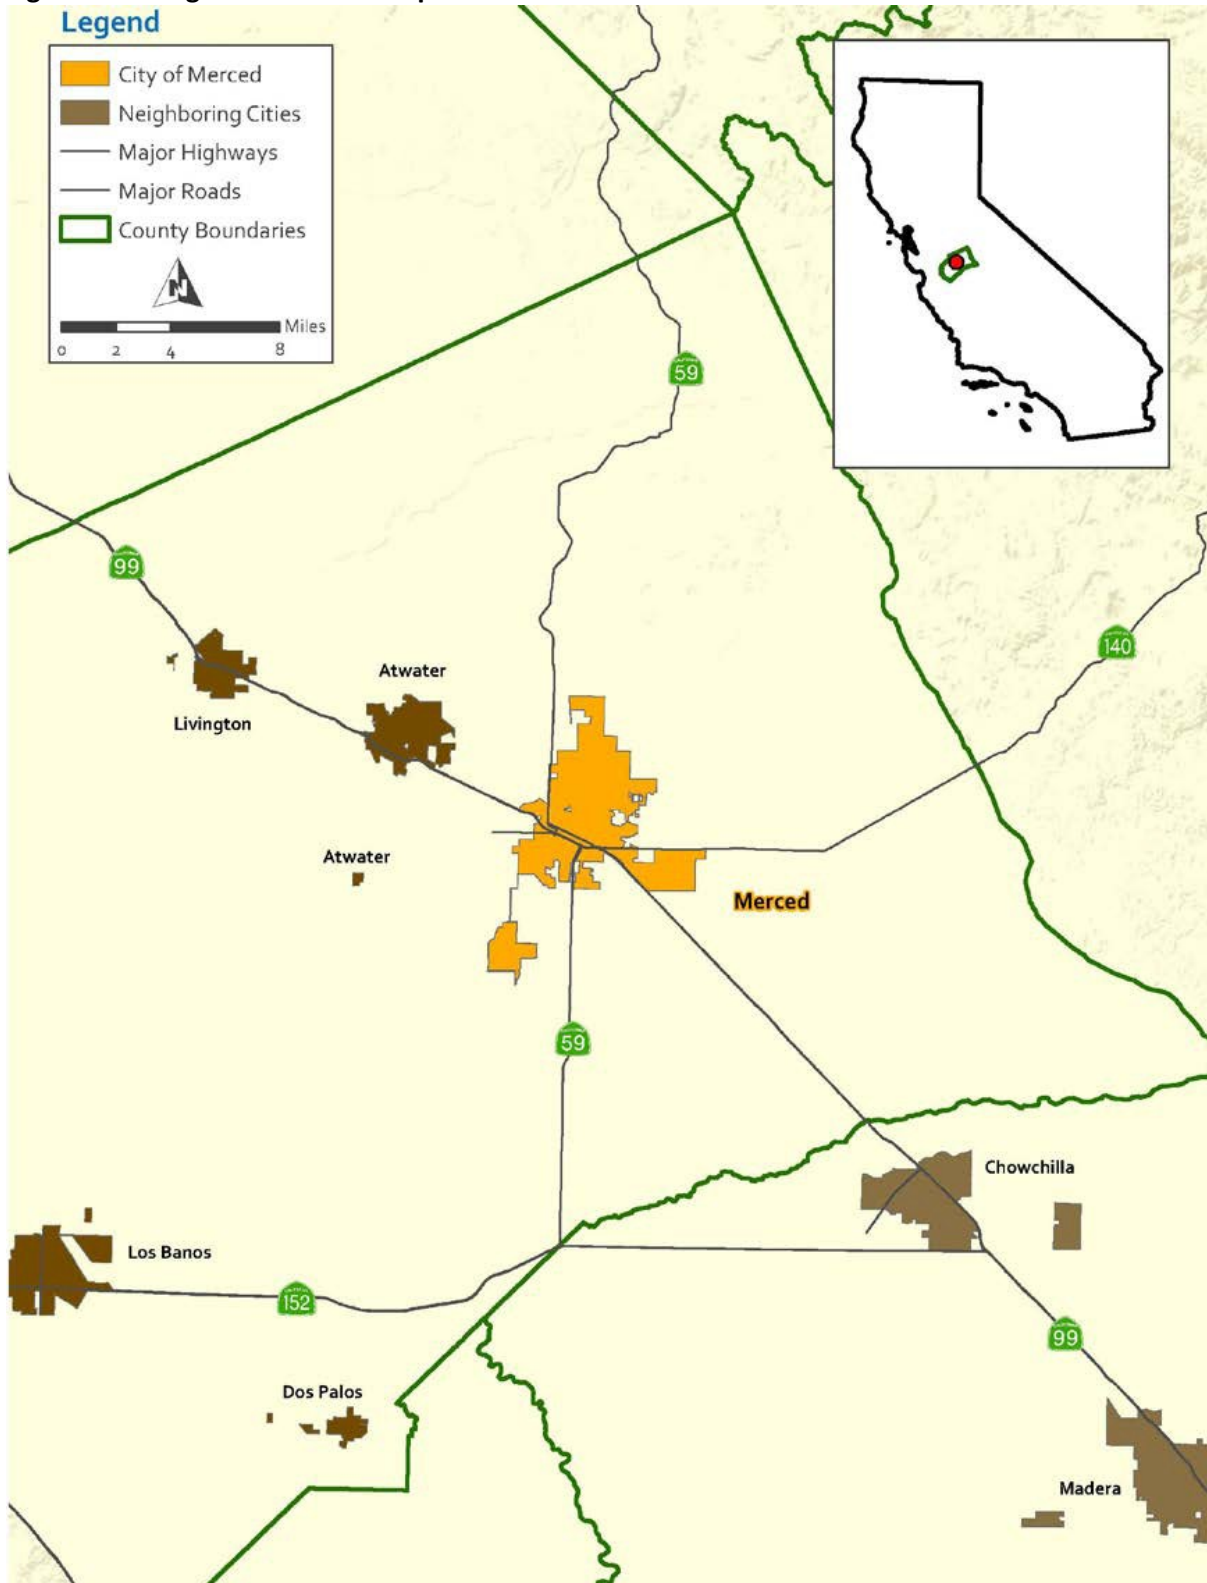 Legend
City of Merced
Neighboring Cities
Major Highways
Major Roads
County Boundaries
N
Miles
0 2 4 8
59
99
140
Atwater
Livington
Atwater
Merced
59
Chowchilla
Los Banos
152
99
Dos Palos
Madera